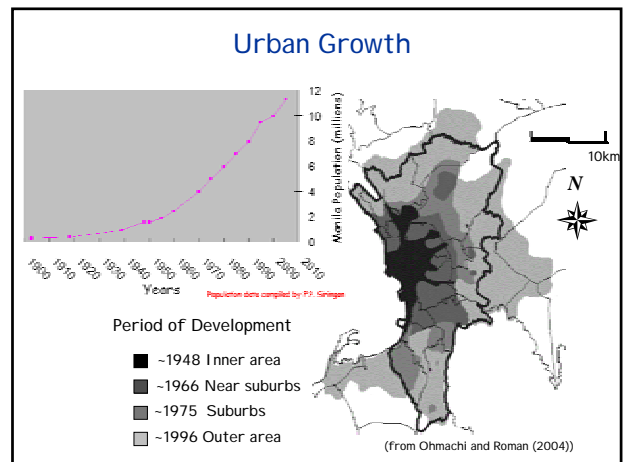 Urban Growth
12
10
8
6
4
2
0
Manila Population (millions)
1900
1910
1920
1930
1940
1950
1960
1970
1980
1990
2000
2010
Years
Population data compiled by
10km
N
Period of Development
~1948 Inner area
~1966 Near suburbs
~1975 Suburbs
~1996 Outer area
(from Ohmachi and Roman (2004))